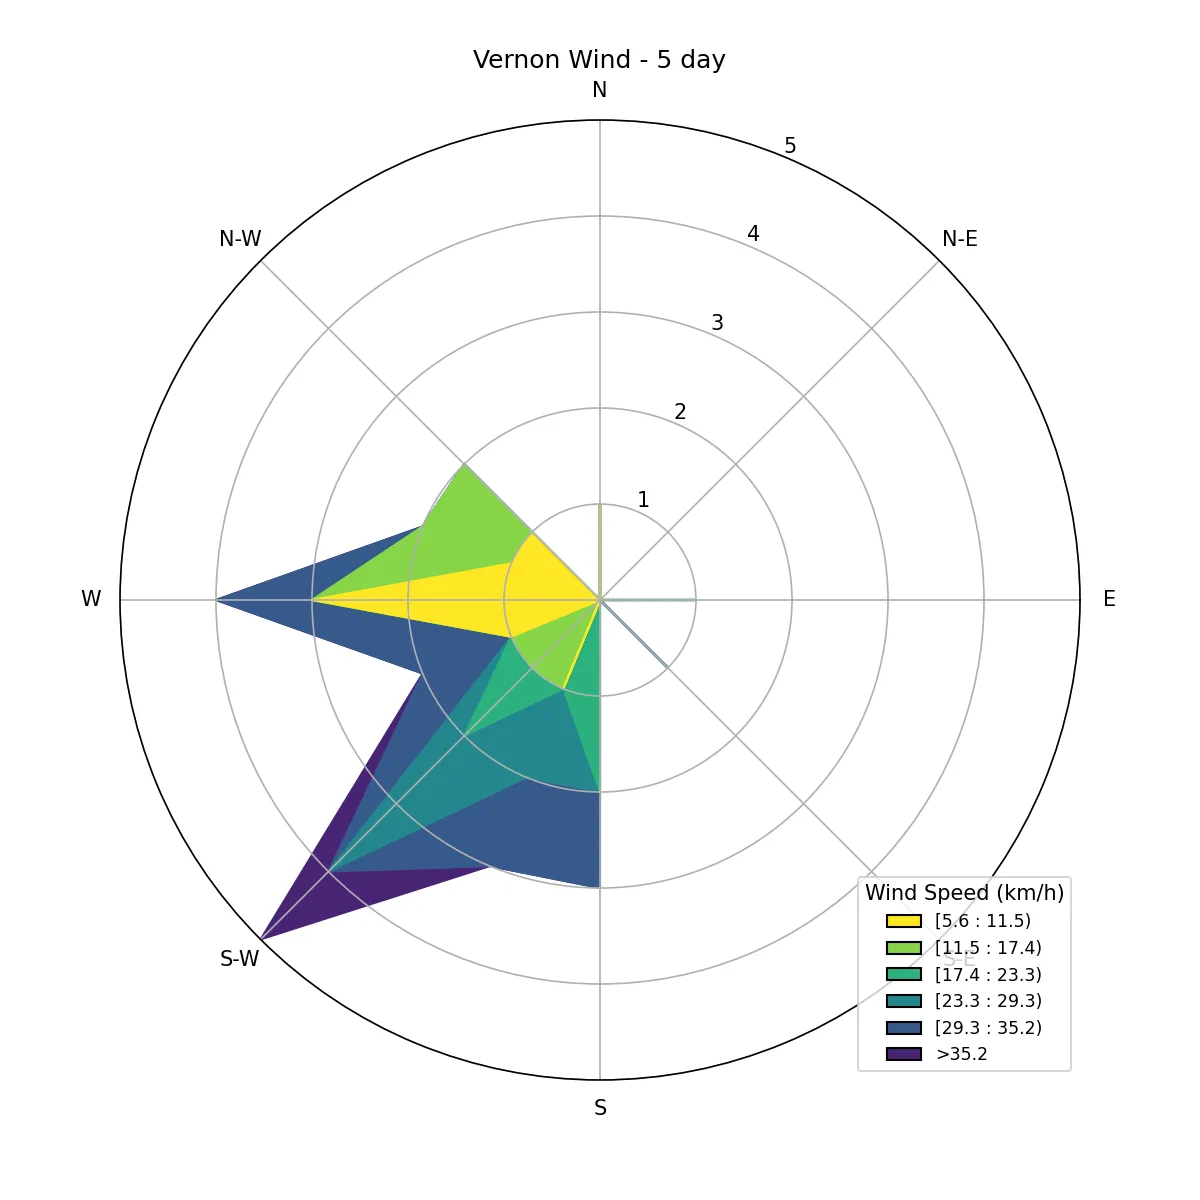 Vernon Wind - 5 day
N
5
N-W
4
N-E
3
2
1
W
E
Wind Speed (km/h)
[5.6 : 11.5)
[11.5 : 17.4)
S-W
S-E
[17.4 : 23.3)
[23.3 : 29.3)
[29.3 : 35.2)
>35.2
S